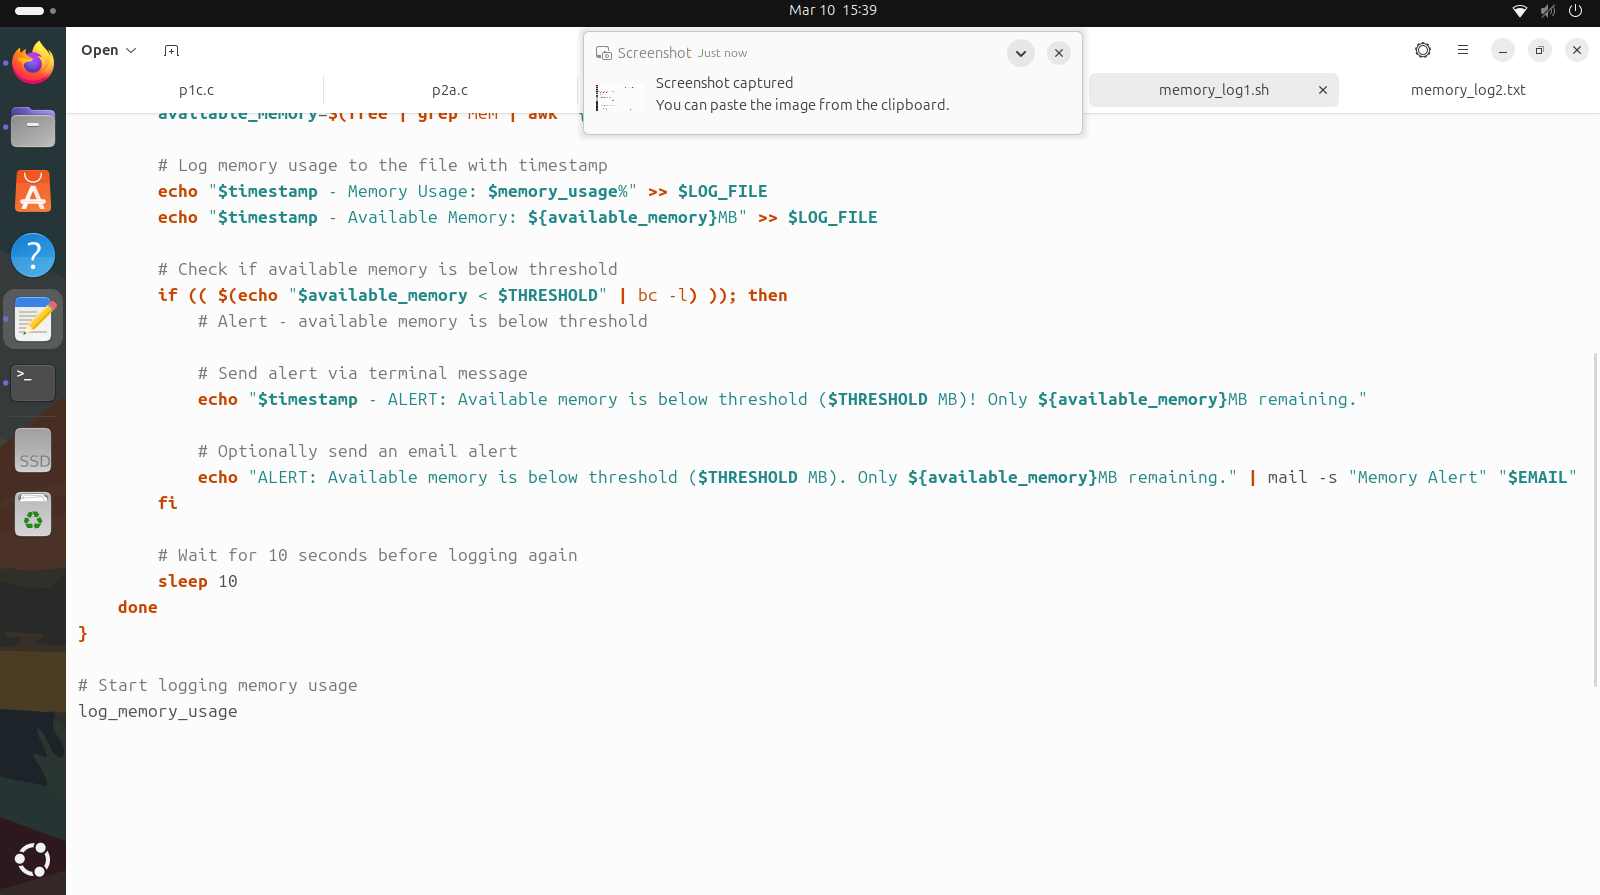 Mar 10 15:39
Open
Screenshot Just now
Screenshot captured
You can paste the image from the clipboard.
p1c.c
p2a.c
memory_log1.sh
memory_log2.txt
available_memory=$(free | grep Mem | awk
# Log memory usage to the file with timestamp
echo "$timestamp - Memory Usage: $memory_usage%" >> $LOG_FILE
echo "$timestamp - Available Memory: ${available_memory}MB" >> $LOG_FILE
# Check if available memory is below threshold
if (( $(echo "$available_memory < $THRESHOLD" | bc -l) )); then
# Alert - available memory is below threshold
# Send alert via terminal message
echo "$timestamp - ALERT: Available memory is below threshold ($THRESHOLD MB)! Only ${available_memory}MB remaining."
# Optionally send an email alert
echo "ALERT: Available memory is below threshold ($THRESHOLD MB). Only ${available_memory}MB remaining." | mail -s "Memory Alert" "$EMAIL"
fi
# Wait for 10 seconds before logging again
sleep 10
done
}
# Start logging memory usage
log_memory_usage
SSD